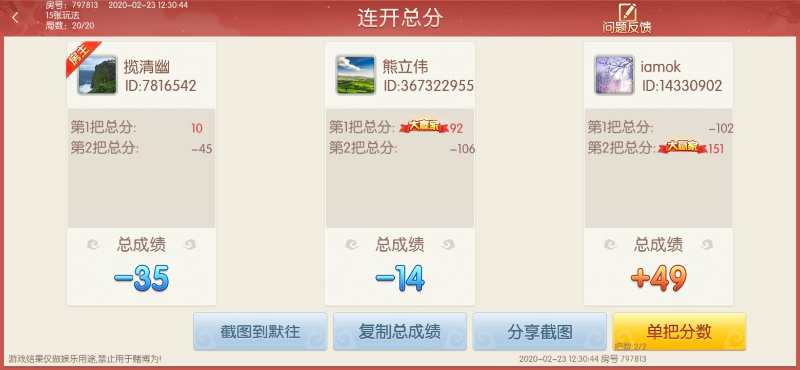 房号：797813 2020-02-23 12:30:44
15张玩法
局数：20/20
连开总分
问题反馈
房主
揽清幽
ID:7816542
第1把总分: 10
第2把总分: -45
总成绩
-35
熊立伟
ID:367322955
第1把总分: 大赢家 92
第2把总分: -106
总成绩
-14
iamok
ID:14330902
第1把总分: -102
第2把总分: 大赢家 151
总成绩
+49
截图到默往
复制总成绩
分享截图
单把分数
把数:2/2
游戏结果仅做娱乐用途,禁止用于赌博为!
2020-02-23 12:30:44 房号 797813